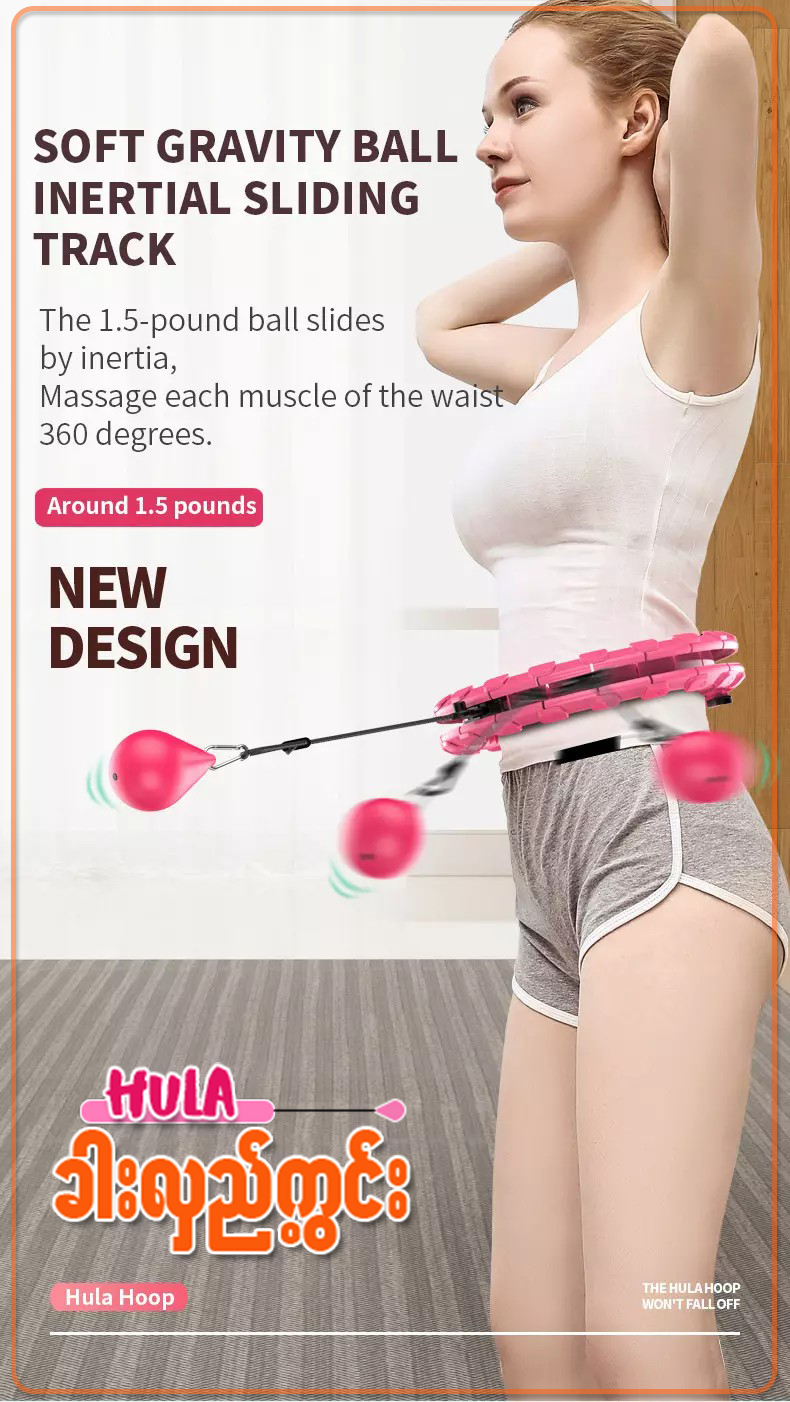 SOFT GRAVITY BALL
INERTIAL SLIDING
TRACK
The 1.5-pound ball slides
by inertia,
Massage each muscle of the waist
360 degrees.
Around 1.5 pounds
NEW
DESIGN
HULA
ခါးလှည့်ကွင်း
Hula Hoop
THE HULA HOOP
WON'T FALL OFF